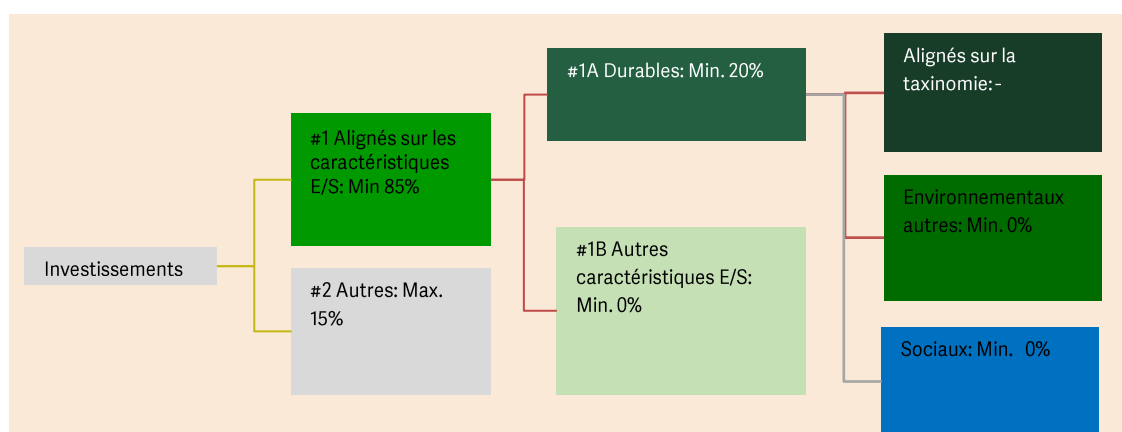 Investissements
#1 Alignés sur les
caractéristiques
E/S: Min 85%
#2 Autres: Max.
15%
#1A Durables: Min. 20%
#1B Autres
caractéristiques E/S:
Min. 0%
Alignés sur la
taxinomie:-
Environnementaux
autres: Min. 0%
Sociaux: Min. 0%